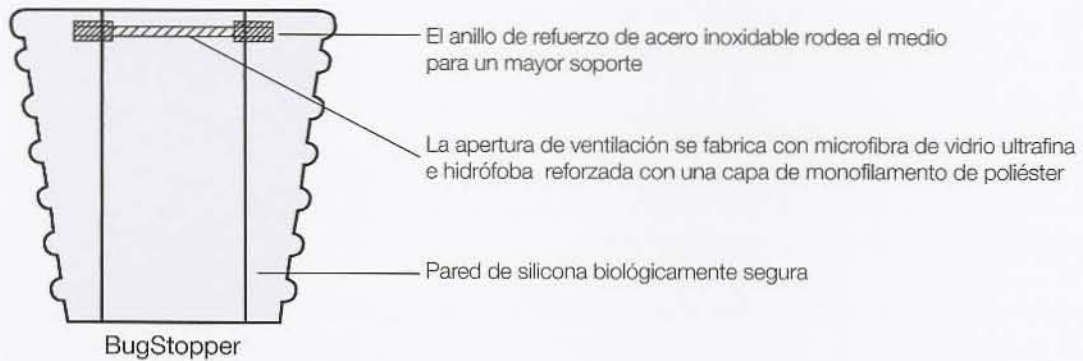 El anillo de refuerzo de acero inoxidable rodea el medio
para un mayor soporte
La apertura de ventilación se fabrica con microfibra de vidrio ultrafina
e hidrófoba reforzada con una capa de monofilamento de poliéster
Pared de silicona biológicamente segura
BugStopper